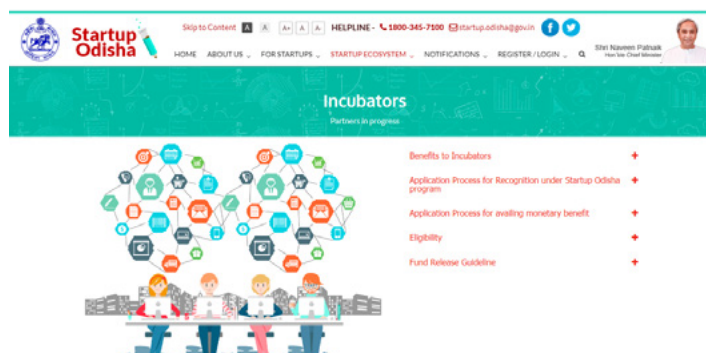 Skip to Content A A A+ A A- HELPLINE - 1800-345-7100 startup.odisha@gov.in
Startup
Odisha
HOME ABOUT US FOR STARTUPS STARTUP ECOSYSTEM NOTIFICATIONS REGISTER / LOGIN
Shri Naveen Patnaik
Hon'ble Chief Minister
Incubators
Partners in progress
Benefits to Incubators +
Application Process for Recognition under Startup Odisha +
program
Application Process for availing monetary benefit +
Eligibility +
Fund Release Guideline +